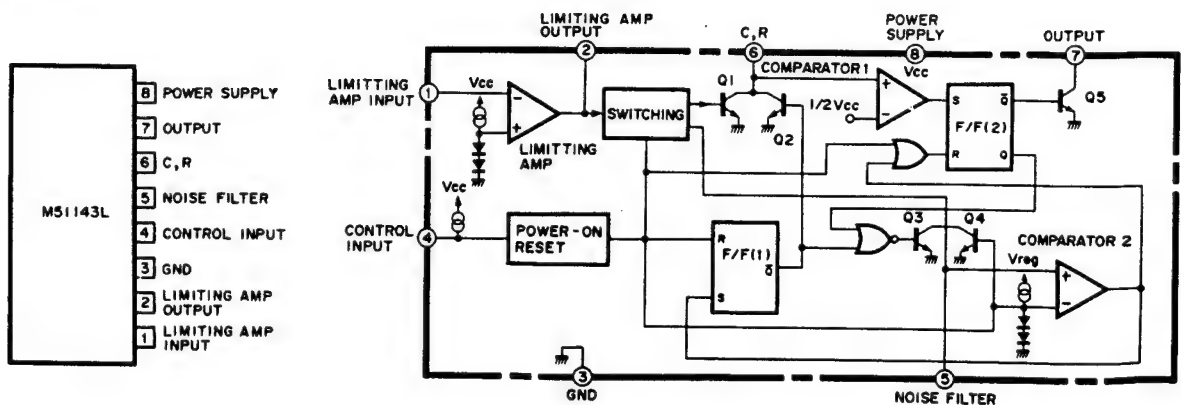 M51143L
8 POWER SUPPLY
7 OUTPUT
6 C, R
5 NOISE FILTER
4 CONTROL INPUT
3 GND
2 LIMITING AMP
OUTPUT
1 LIMITING AMP
INPUT
LIMITING AMP
OUTPUT
2
C,R
6
POWER
SUPPLY
8
OUTPUT
7
LIMITTING
AMP INPUT
1
Vcc
−
+
LIMITTING
AMP
SWITCHING
Q1
Q2
COMPARATOR 1
Vcc
+
−
1/2Vcc
S
Q̅
F/F(2)
R
Q
Q5
CONTROL
INPUT
4
Vcc
POWER-ON
RESET
R
F/F(1)
Q̅
S
Q3
Q4
COMPARATOR 2
Vreg
+
−
3
GND
5
NOISE FILTER